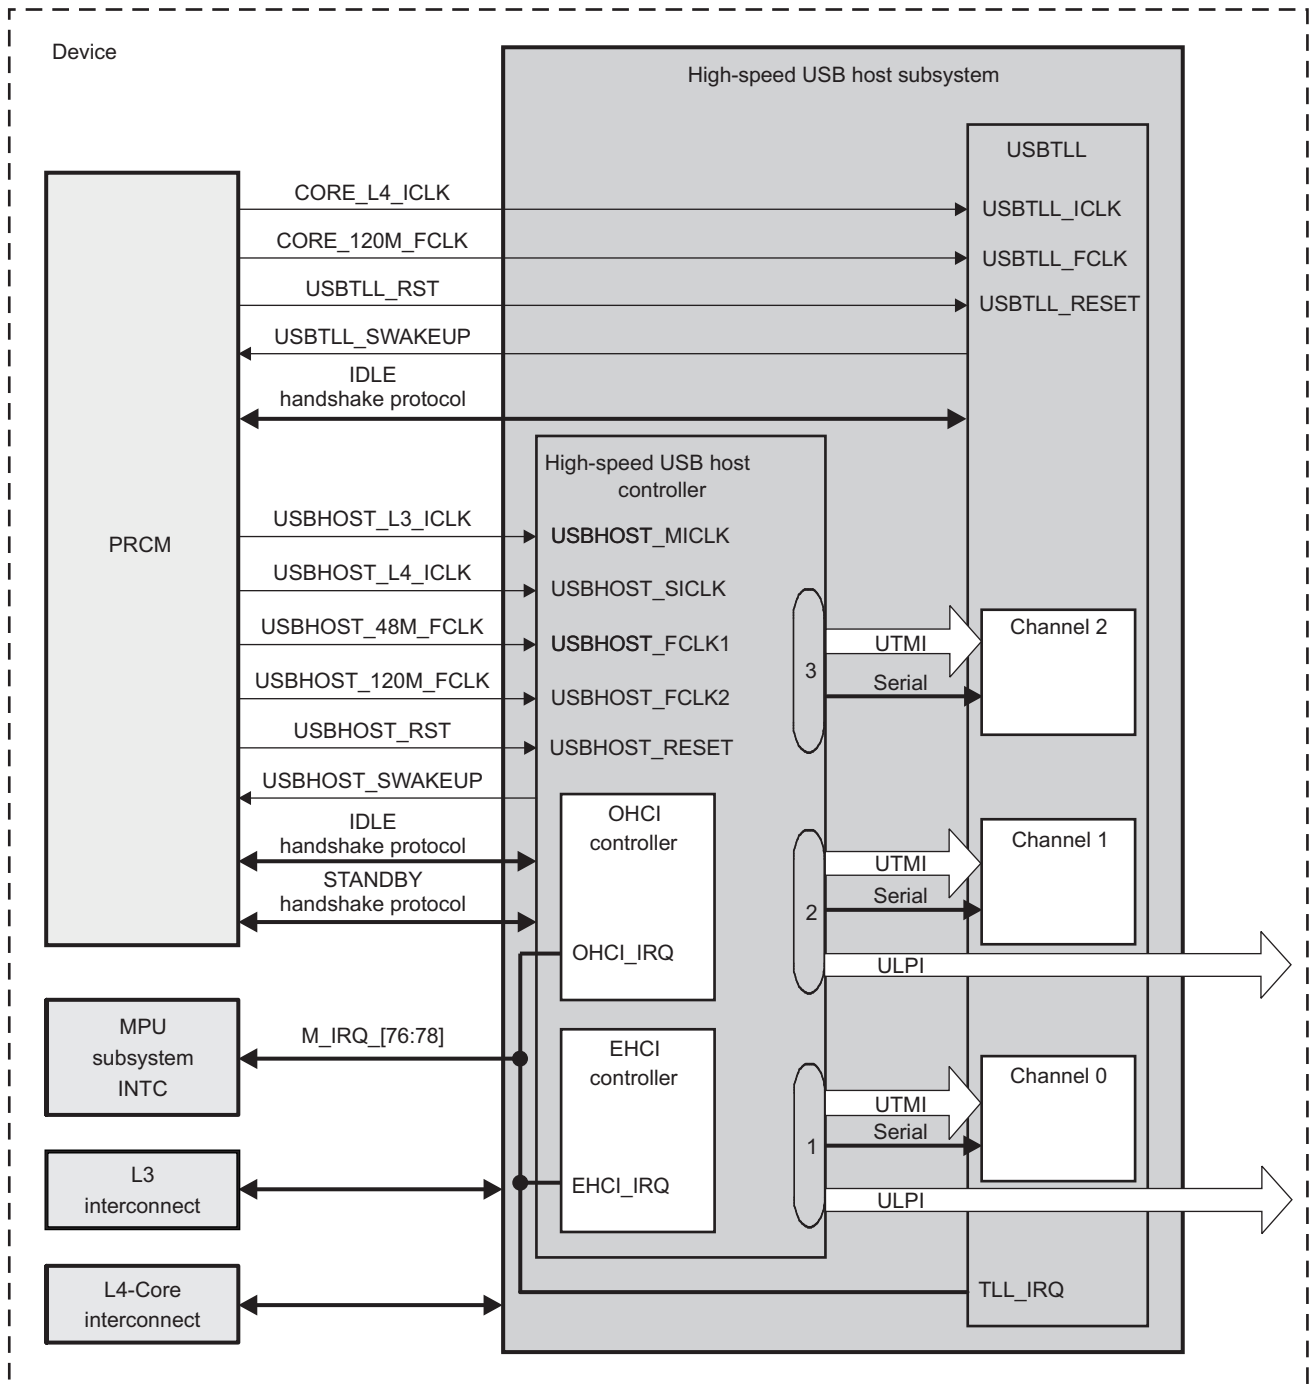 Device
High-speed USB host subsystem
USBTLL
CORE_L4_ICLK
USBTLL_ICLK
CORE_120M_FCLK
USBTLL_FCLK
USBTLL_RST
USBTLL_RESET
USBTLL_SWAKEUP
IDLE
handshake protocol
High-speed USB host
controller
PRCM
USBHOST_L3_ICLK
USBHOST_MICLK
USBHOST_L4_ICLK
USBHOST_SICLK
USBHOST_48M_FCLK
USBHOST_FCLK1
USBHOST_120M_FCLK
USBHOST_FCLK2
USBHOST_RST
USBHOST_RESET
USBHOST_SWAKEUP
3
UTMI
Serial
Channel 2
IDLE
handshake protocol
STANDBY
handshake protocol
OHCI
controller
OHCI_IRQ
2
UTMI
Serial
ULPI
Channel 1
MPU
subsystem
INTC
M_IRQ_[76:78]
EHCI
controller
EHCI_IRQ
1
UTMI
Serial
ULPI
Channel 0
L3
interconnect
L4-Core
interconnect
TLL_IRQ